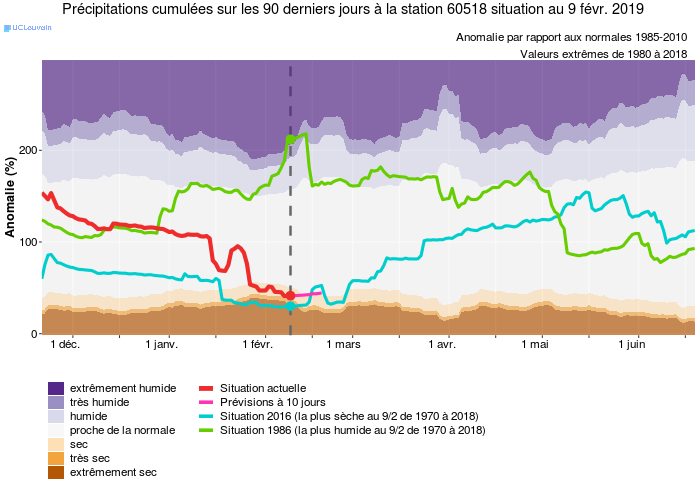 Précipitations cumulées sur les 90 derniers jours à la station 60518 situation au 9 févr. 2019
UCLouvain
Anomalie par rapport aux normales 1985-2010
Valeurs extrêmes de 1980 à 2018
Anomalie (%)
200
100
0
1 déc.
1 janv.
1 févr.
1 mars
1 avr.
1 mai
1 juin
extrêmement humide
très humide
humide
proche de la normale
sec
très sec
extrêmement sec
Situation actuelle
Prévisions à 10 jours
Situation 2016 (la plus sèche au 9/2 de 1970 à 2018)
Situation 1986 (la plus humide au 9/2 de 1970 à 2018)